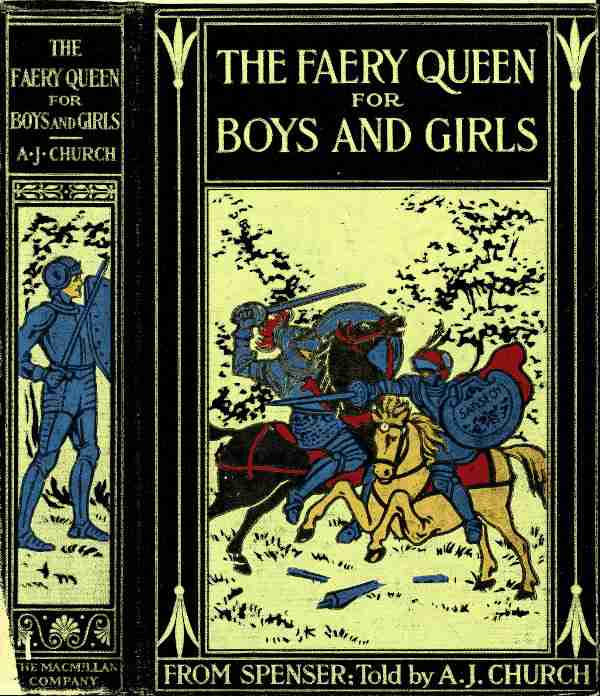 THE
FAERY QUEEN
FOR
BOYS AND GIRLS
A·J·CHURCH
THE MACMILLAN
COMPANY
THE FAERY QUEEN
FOR
BOYS AND GIRLS
SANSFOY
FROM SPENSER: Told by A.J. CHURCH